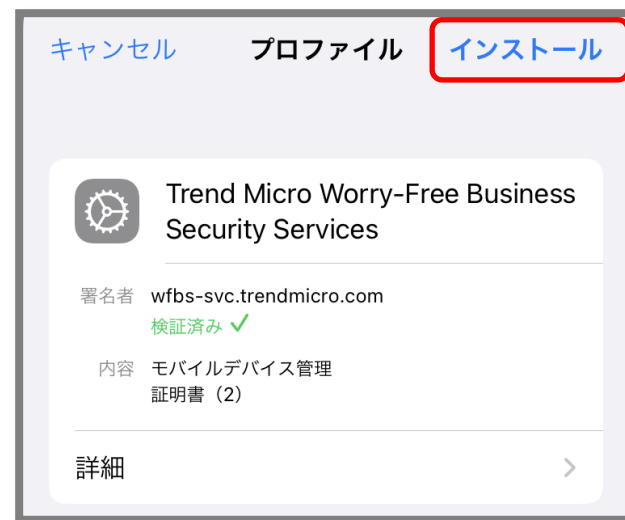 キャンセル プロファイル インストール
Trend Micro Worry-Free Business
Security Services
署名者 wfbs-svc.trendmicro.com
検証済み ✓
内容 モバイルデバイス管理
証明書（2）
詳細